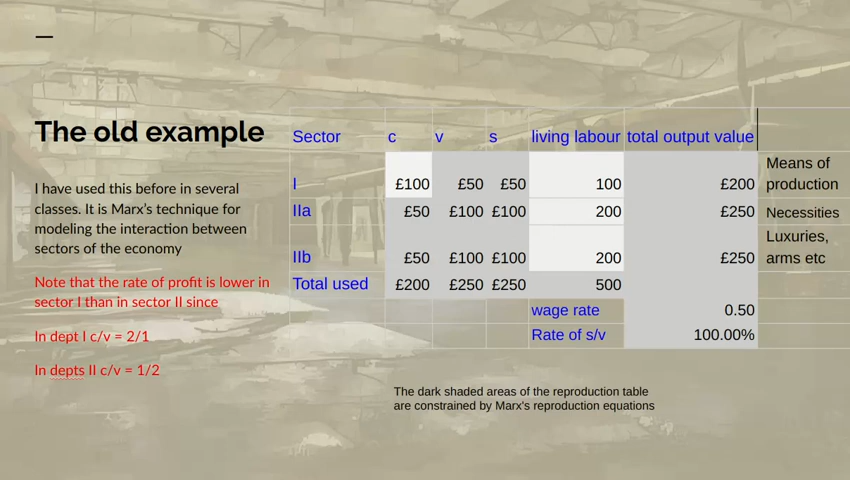 The old example
I have used this before in several
classes. It is Marx's technique for
modeling the interaction between
sectors of the economy
Note that the rate of profit is lower in
sector I than in sector II since
In dept I c/v = 2/1
In depts II c/v = 1/2
Sector c v s living labour total output value
I £100 £50 £50 100 £200 Means of
production
IIa £50 £100 £100 200 £250 Necessities
IIb £50 £100 £100 200 £250 Luxuries,
arms etc
Total used £200 £250 £250 500
wage rate 0.50
Rate of s/v 100.00%
The dark shaded areas of the reproduction table
are constrained by Marx's reproduction equations